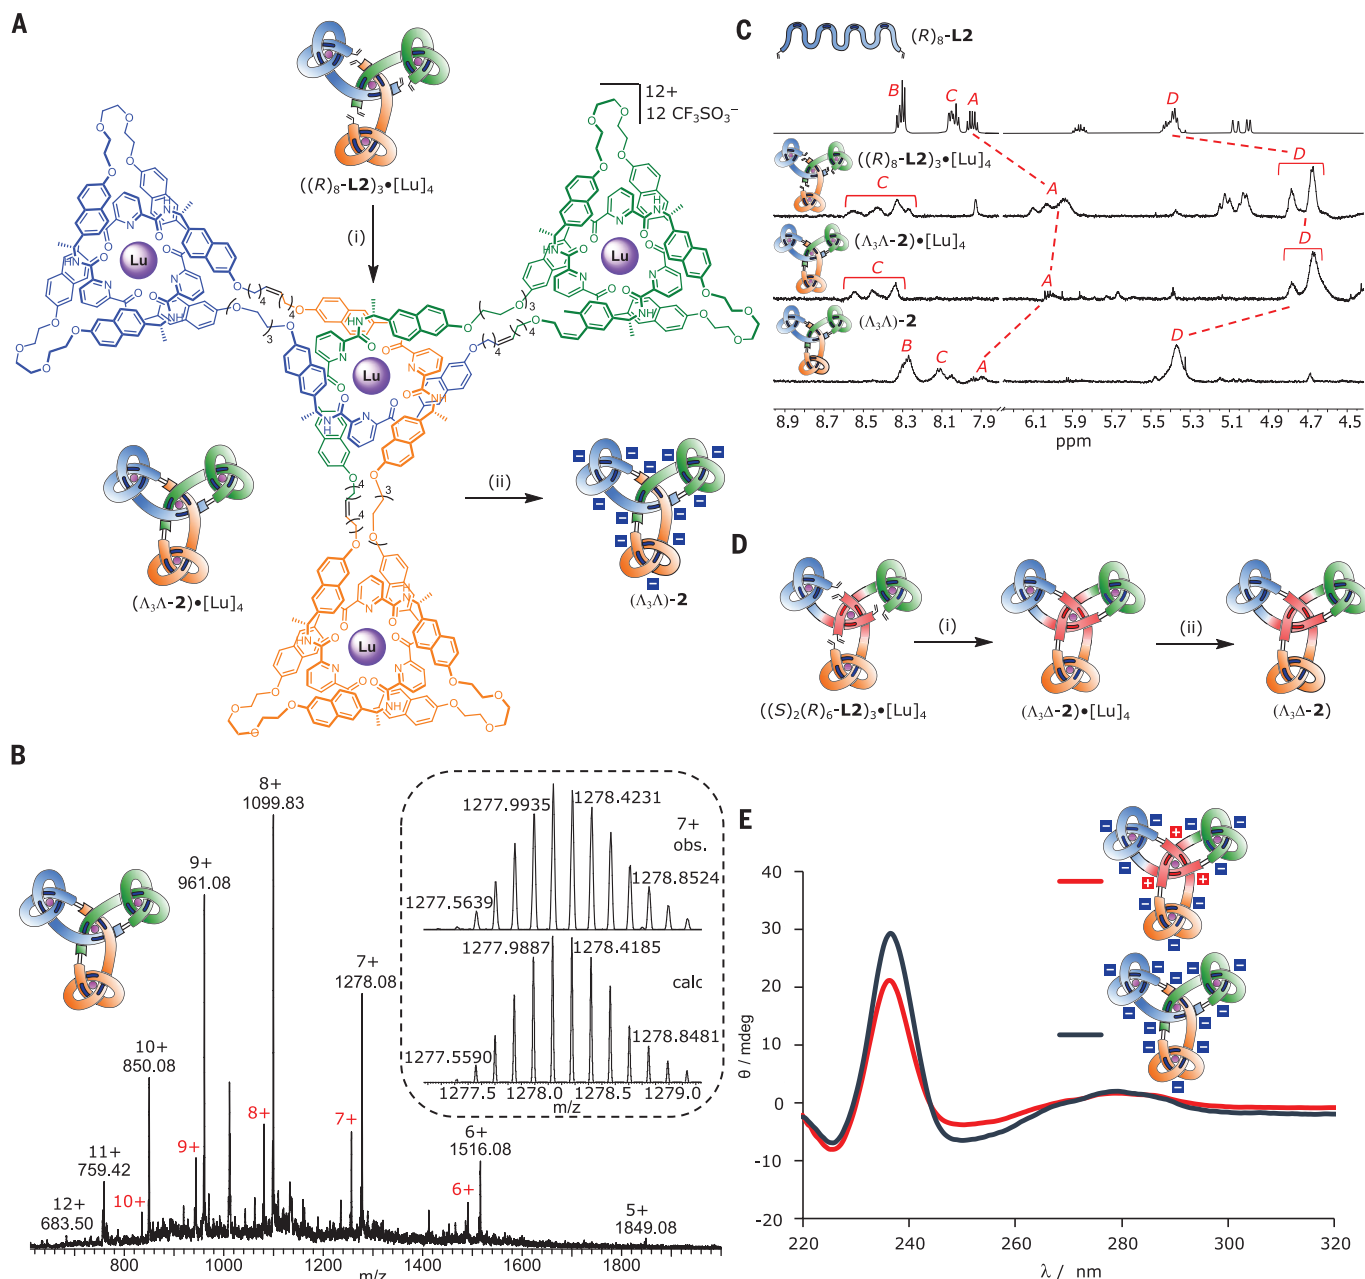 A
((R)8-L2)3•[Lu]4
(i)
12+
12 CF3SO3−
Lu
Lu
Lu
Lu
(Λ3Λ-2)•[Lu]4
(ii)
(Λ3Λ)-2
B
12+
683.50
11+
759.42
10+
10+
850.08
9+
9+
961.08
8+
8+
1099.83
7+
7+
1278.08
6+
6+
1516.08
5+
1849.08
800 1000 1200 1400 1600 1800
m/z
1277.9935 1278.4231
7+
obs.
1277.5639 1278.8524
1277.9887 1278.4185
calc
1277.5590 1278.8481
1277.5 1278.0 1278.5 1279.0
m/z
C
(R)8-L2
B C A D
((R)8-L2)3•[Lu]4
C A D
(Λ3Λ-2)•[Lu]4
C A D
(Λ3Λ)-2
B C A D
8.9 8.7 8.5 8.3 8.1 7.9 6.1 5.9 5.7 5.5 5.3 5.1 4.9 4.7 4.5
ppm
D
(i) (ii)
((S)2(R)6-L2)3•[Lu]4 (Λ3Δ-2)•[Lu]4 (Λ3Δ-2)
E
θ / mdeg
40
30
20
10
0
-10
-20
220 240 260 280 300 320
λ / nm